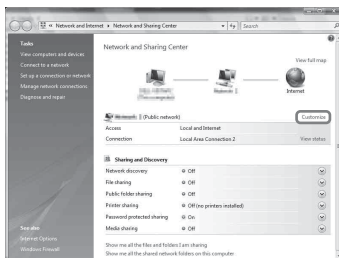 « Network and Internet ▸ Network and Sharing Center
Search
Tasks
View computers and devices
Connect to a network
Set up a connection or network
Manage network connections
Diagnose and repair
See also
Internet Options
Windows Firewall
Network and Sharing Center
View full map
Internet
(Public network)
Customise
Access Local and Internet
Connection Local Area Connection 2 View status
Sharing and Discovery
Network discovery Off
File sharing Off
Public folder sharing Off
Printer sharing Off (no printers installed)
Password protected sharing On
Media sharing Off
Show me all the files and folders I am sharing
Show me all the shared network folders on this computer